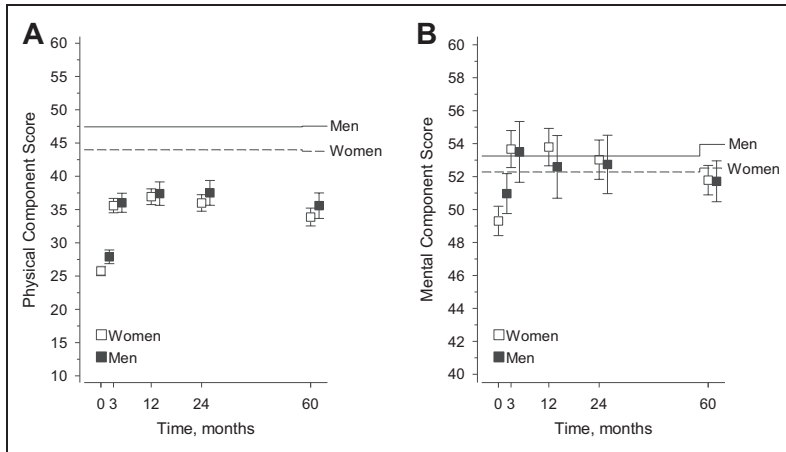 A
Physical Component Score
60
55
50
45
40
35
30
25
20
15
10
Men
Women
Women
Men
0 3 12 24 60
Time, months
B
Mental Component Score
60
58
56
54
52
50
48
46
44
42
40
Men
Women
Women
Men
0 3 12 24 60
Time, months